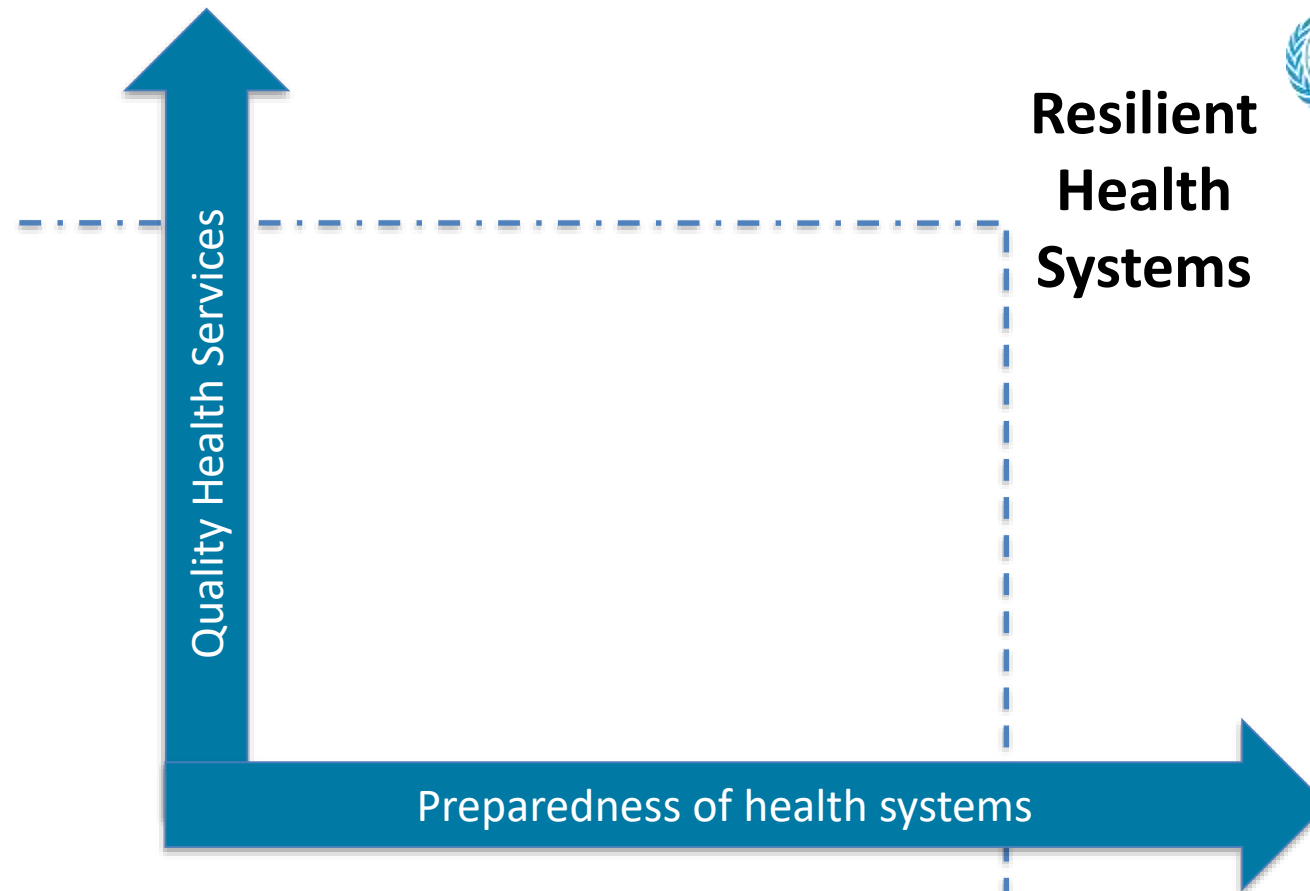 Resilient
Health
Systems
Quality Health Services
Preparedness of health systems